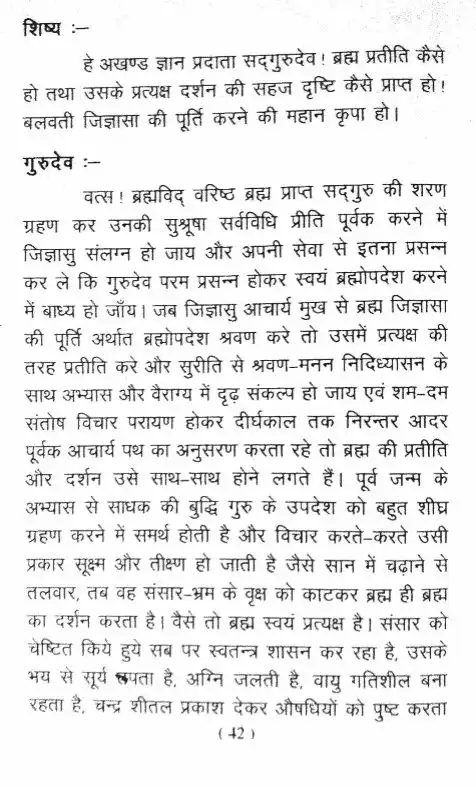 शिष्य :–
हे अखण्ड ज्ञान प्रदाता सद्गुरुदेव! ब्रह्म प्रतीति कैसे
हो तथा उसके प्रत्यक्ष दर्शन की सहज दृष्टि कैसे प्राप्त हो!
बलवती जिज्ञासा की पूर्ति करने की महान कृपा हो।
गुरुदेव :–
वत्स! ब्रह्मविद् वरिष्ठ ब्रह्म प्राप्त सद्गुरु की शरण
ग्रहण कर उनकी सुश्रूषा सर्वविधि प्रीति पूर्वक करने में
जिज्ञासु संलग्न हो जाय और अपनी सेवा से इतना प्रसन्न
कर ले कि गुरुदेव परम प्रसन्न होकर स्वयं ब्रह्मोपदेश करने
में बाध्य हो जाँय। जब जिज्ञासु आचार्य मुख से ब्रह्म जिज्ञासा
की पूर्ति अर्थात ब्रह्मोपदेश श्रवण करे तो उसमें प्रत्यक्ष की
तरह प्रतीति करे और सुरीति से श्रवण–मनन निदिध्यासन के
साथ अभ्यास और वैराग्य में दृढ़ संकल्प हो जाय एवं शम–दम
संतोष विचार परायण होकर दीर्घकाल तक निरन्तर आदर
पूर्वक आचार्य पथ का अनुसरण करता रहे तो ब्रह्म की प्रतीति
और दर्शन उसे साथ–साथ होने लगते हैं। पूर्व जन्म के
अभ्यास से साधक की बुद्धि गुरु के उपदेश को बहुत शीघ्र
ग्रहण करने में समर्थ होती है और विचार करते–करते उसी
प्रकार सूक्ष्म और तीक्ष्ण हो जाती है जैसे सान में चढ़ाने से
तलवार, तब वह संसार–भ्रम के वृक्ष को काटकर ब्रह्म ही ब्रह्म
का दर्शन करता है। वैसे तो ब्रह्म स्वयं प्रत्यक्ष है। संसार को
चेष्टित किये हुये सब पर स्वतन्त्र शासन कर रहा है, उसके
भय से सूर्य तपता है, अग्नि जलती है, वायु गतिशील बना
रहता है, चन्द्र शीतल प्रकाश देकर औषधियों को पुष्ट करता
(42)